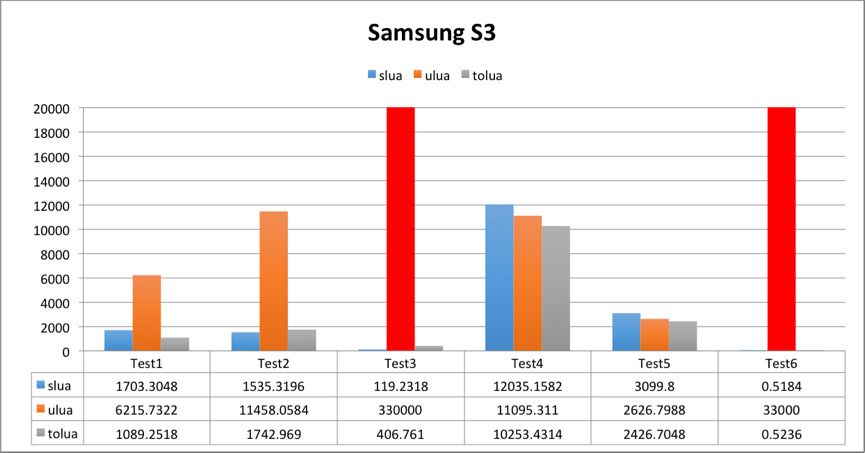 Samsung S3
slua ulua tolua
20000
18000
16000
14000
12000
10000
8000
6000
4000
2000
0
Test1 Test2 Test3 Test4 Test5 Test6
slua 1703.3048 1535.3196 119.2318 12035.1582 3099.8 0.5184
ulua 6215.7322 11458.0584 330000 11095.311 2626.7988 33000
tolua 1089.2518 1742.969 406.761 10253.4314 2426.7048 0.5236